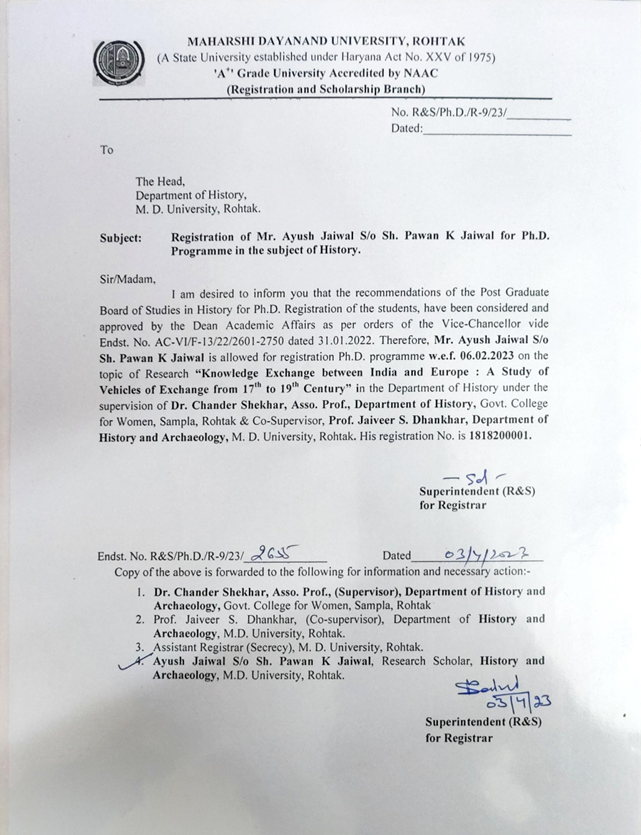 MAHARSHI DAYANAND UNIVERSITY, ROHTAK
(A State University established under Haryana Act No. XXV of 1975)
'A+' Grade University Accredited by NAAC
(Registration and Scholarship Branch)
No. R&S/Ph.D./R-9/23/
Dated:
To
The Head,
Department of History,
M. D. University, Rohtak.
Subject: Registration of Mr. Ayush Jaiwal S/o Sh. Pawan K Jaiwal for Ph.D.
Programme in the subject of History.
Sir/Madam,
I am desired to inform you that the recommendations of the Post Graduate
Board of Studies in History for Ph.D. Registration of the students, have been considered and
approved by the Dean Academic Affairs as per orders of the Vice-Chancellor vide
Endst. No. AC-VI/F-13/22/2601-2750 dated 31.01.2022. Therefore, Mr. Ayush Jaiwal S/o
Sh. Pawan K Jaiwal is allowed for registration Ph.D. programme w.e.f. 06.02.2023 on the
topic of Research “Knowledge Exchange between India and Europe : A Study of
Vehicles of Exchange from 17th to 19th Century” in the Department of History under the
supervision of Dr. Chander Shekhar, Asso. Prof., Department of History, Govt. College
for Women, Sampla, Rohtak & Co-Supervisor, Prof. Jaiveer S. Dhankhar, Department of
History and Archaeology, M. D. University, Rohtak. His registration No. is 1818200001.
- Sd -
Superintendent (R&S)
for Registrar
Endst. No. R&S/Ph.D./R-9/23/ 2655 Dated 03/4/2023
Copy of the above is forwarded to the following for information and necessary action:-
1. Dr. Chander Shekhar, Asso. Prof., (Supervisor), Department of History and
Archaeology, Govt. College for Women, Sampla, Rohtak
2. Prof. Jaiveer S. Dhankhar, (Co-supervisor), Department of History and
Archaeology, M.D. University, Rohtak.
3. Assistant Registrar (Secrecy), M. D. University, Rohtak.
4. Ayush Jaiwal S/o Sh. Pawan K Jaiwal, Research Scholar, History and
Archaeology, M.D. University, Rohtak.
03/4/23
Superintendent (R&S)
for Registrar